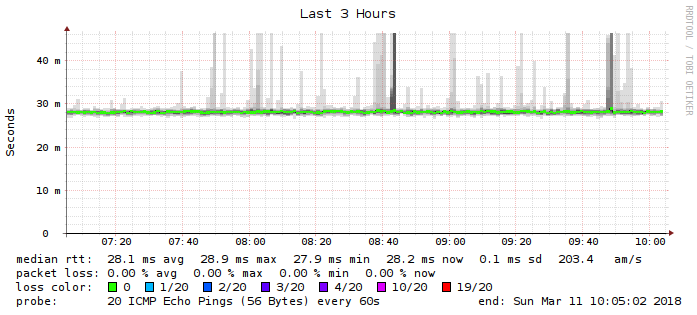 Last 3 Hours
RRDTOOL / TOBI OETIKER
Seconds
40 m
30 m
20 m
10 m
0
07:20 07:40 08:00 08:20 08:40 09:00 09:20 09:40 10:00
median rtt: 28.1 ms avg 28.9 ms max 27.9 ms min 28.2 ms now 0.1 ms sd 203.4 am/s
packet loss: 0.00 % avg 0.00 % max 0.00 % min 0.00 % now
loss color: 0 1/20 2/20 3/20 4/20 10/20 19/20
probe: 20 ICMP Echo Pings (56 Bytes) every 60s end: Sun Mar 11 10:05:02 2018